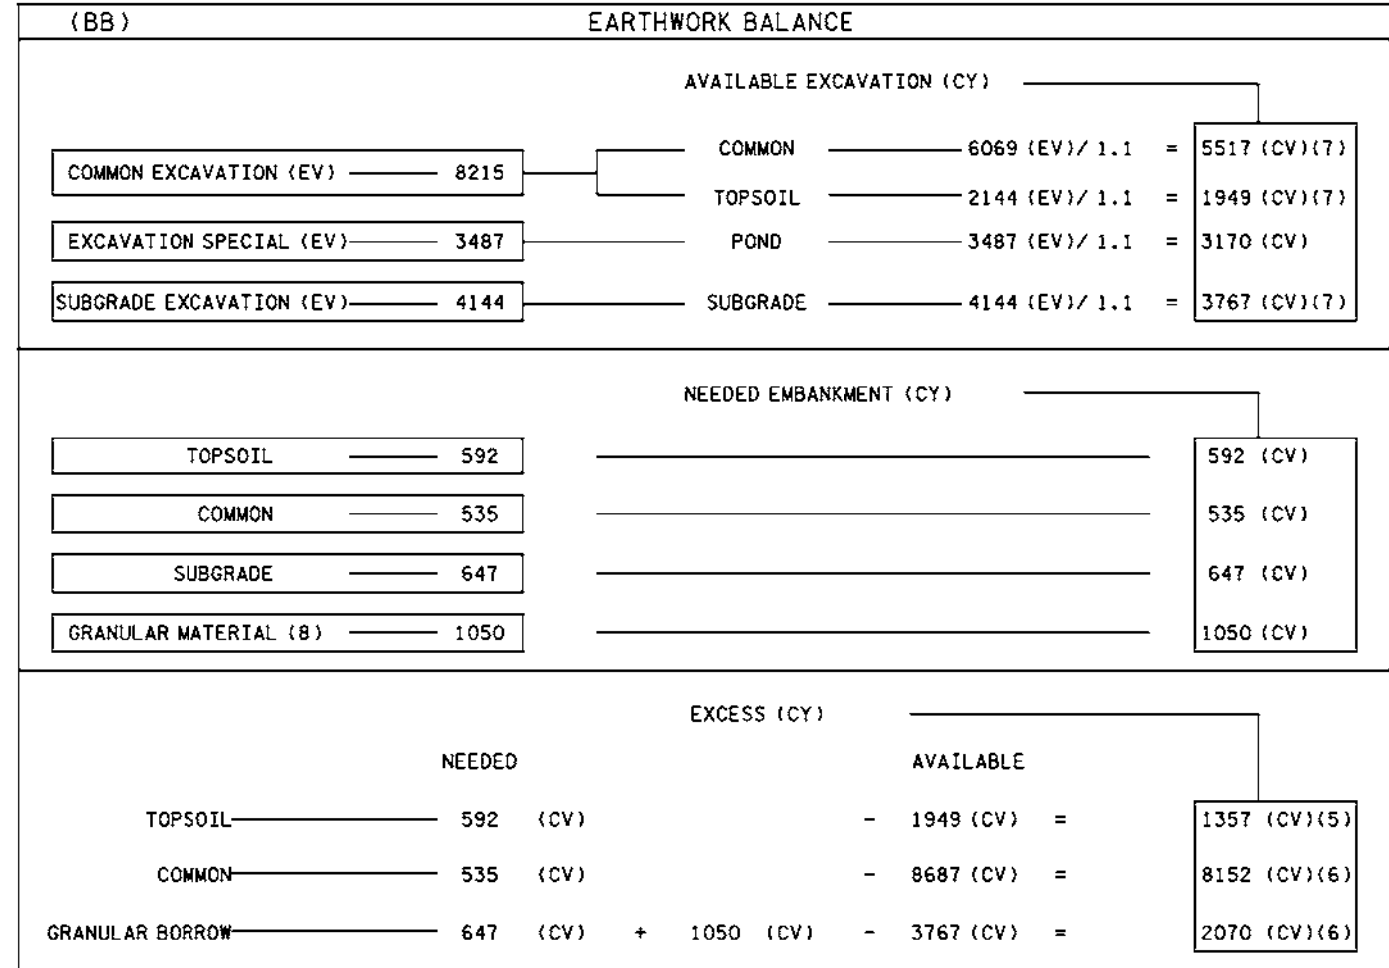 (BB) EARTHWORK BALANCE
AVAILABLE EXCAVATION (CY)
COMMON EXCAVATION (EV) 8215
COMMON 6069 (EV)/ 1.1 = 5517 (CV)(7)
TOPSOIL 2144 (EV)/ 1.1 = 1949 (CV)(7)
EXCAVATION SPECIAL (EV) 3487 POND 3487 (EV)/ 1.1 = 3170 (CV)
SUBGRADE EXCAVATION (EV) 4144 SUBGRADE 4144 (EV)/ 1.1 = 3767 (CV)(7)
NEEDED EMBANKMENT (CY)
TOPSOIL 592 592 (CV)
COMMON 535 535 (CV)
SUBGRADE 647 647 (CV)
GRANULAR MATERIAL (8) 1050 1050 (CV)
EXCESS (CY)
NEEDED AVAILABLE
TOPSOIL 592 (CV) - 1949 (CV) = 1357 (CV)(5)
COMMON 535 (CV) - 8687 (CV) = 8152 (CV)(6)
GRANULAR BORROW 647 (CV) + 1050 (CV) - 3767 (CV) = 2070 (CV)(6)